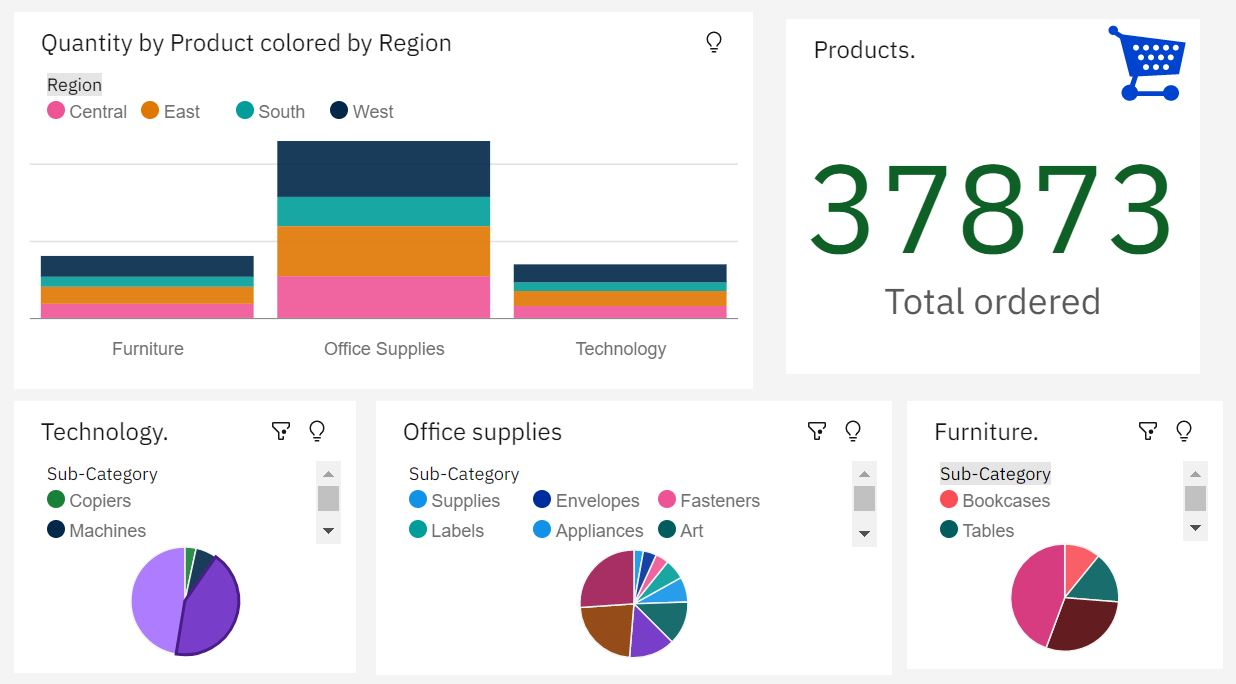 Quantity by Product colored by Region
Region
Central East South West
Furniture Office Supplies Technology
Products.
37873
Total ordered
Technology.
Sub-Category
Copiers
Machines
Office supplies
Sub-Category
Supplies Envelopes Fasteners
Labels Appliances Art
Furniture.
Sub-Category
Bookcases
Tables